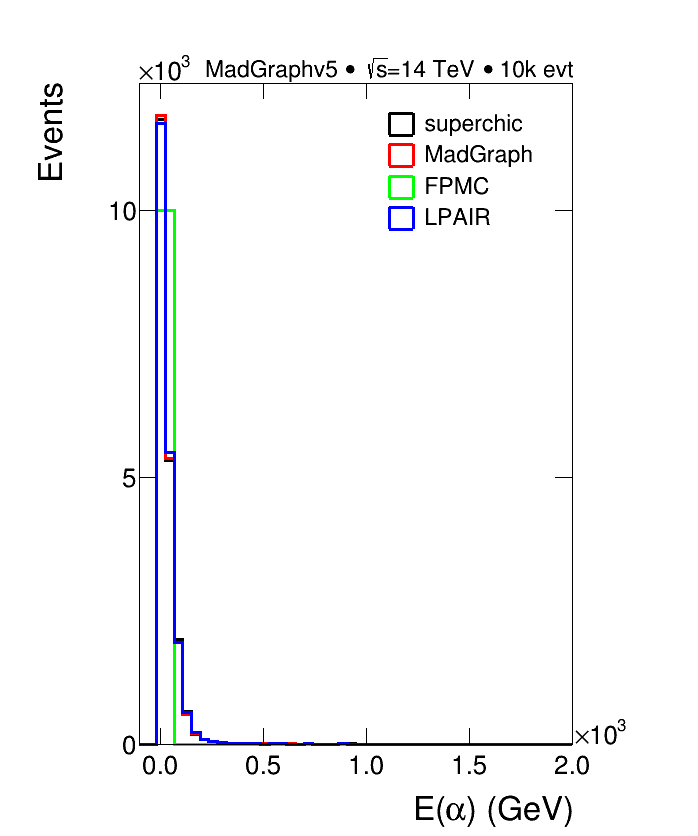 ×10³ MadGraphv5 • √s=14 TeV • 10k evt
Events
superchic
MadGraph
FPMC
LPAIR
10
5
0
0.0 0.5 1.0 1.5 2.0
×10³
E(α) (GeV)